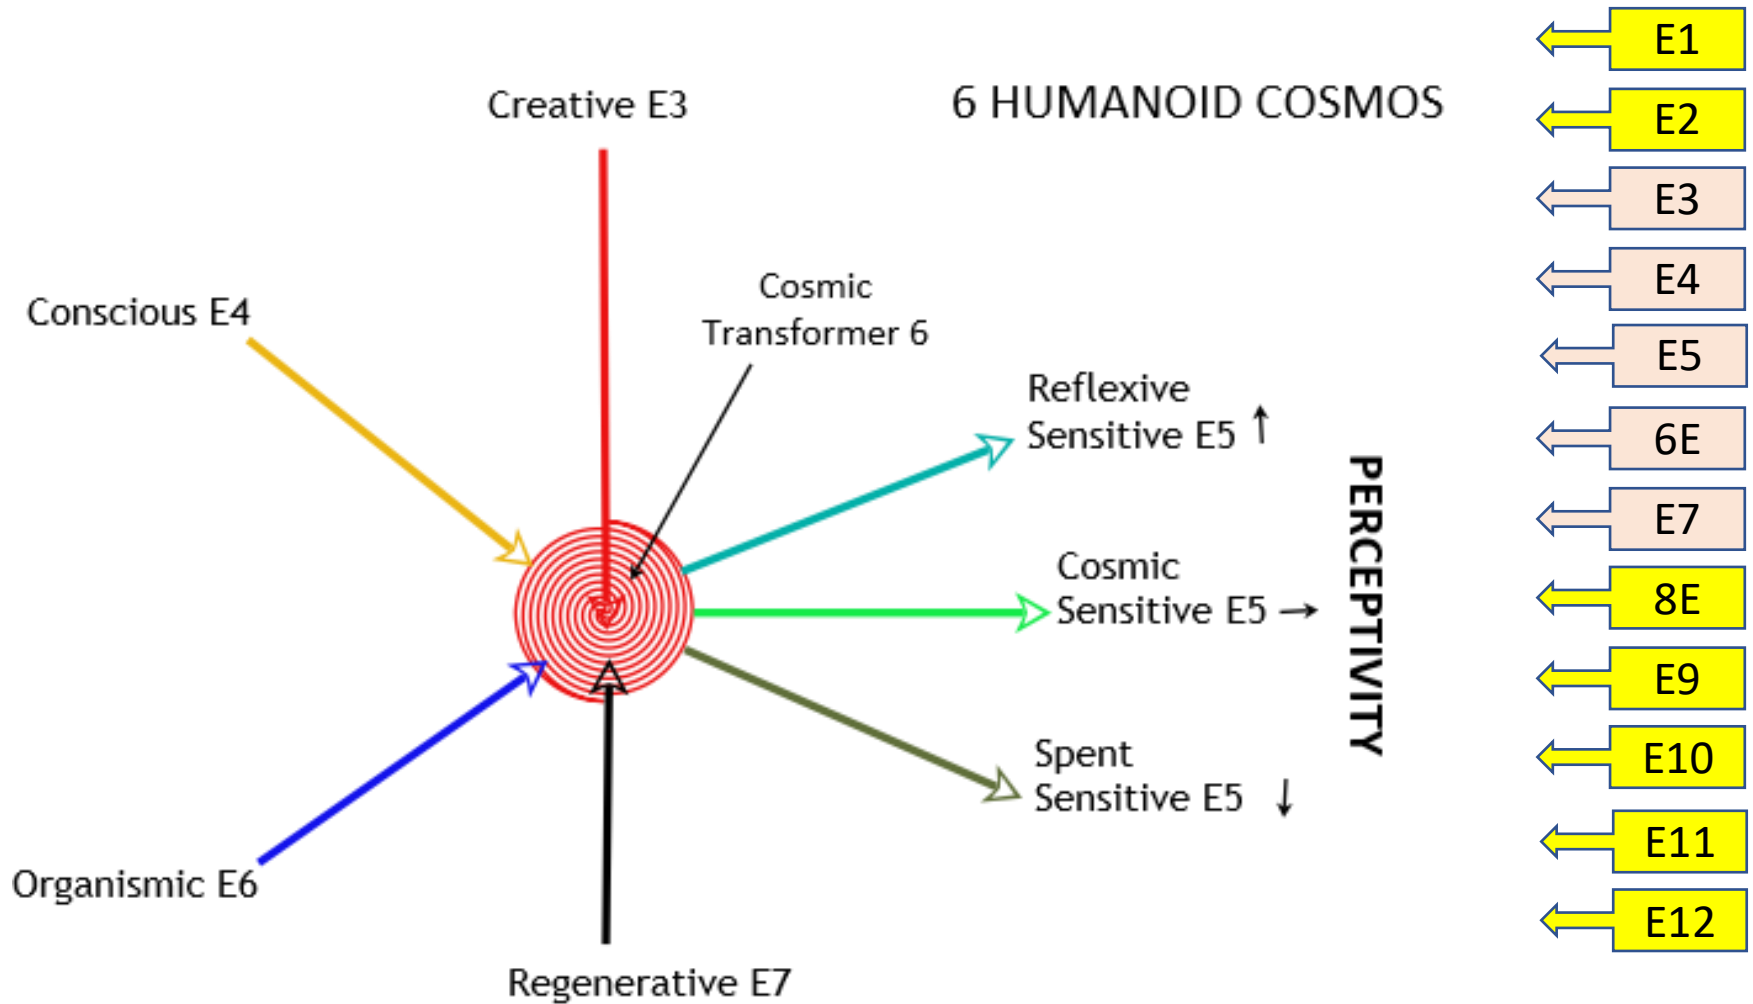 Creative E3
6 HUMANOID COSMOS
Conscious E4
Cosmic
Transformer 6
Reflexive
Sensitive E5 ↑
Cosmic
Sensitive E5 →
Spent
Sensitive E5 ↓
PERCEPTIVITY
Organismic E6
Regenerative E7
E1
E2
E3
E4
E5
6E
E7
8E
E9
E10
E11
E12